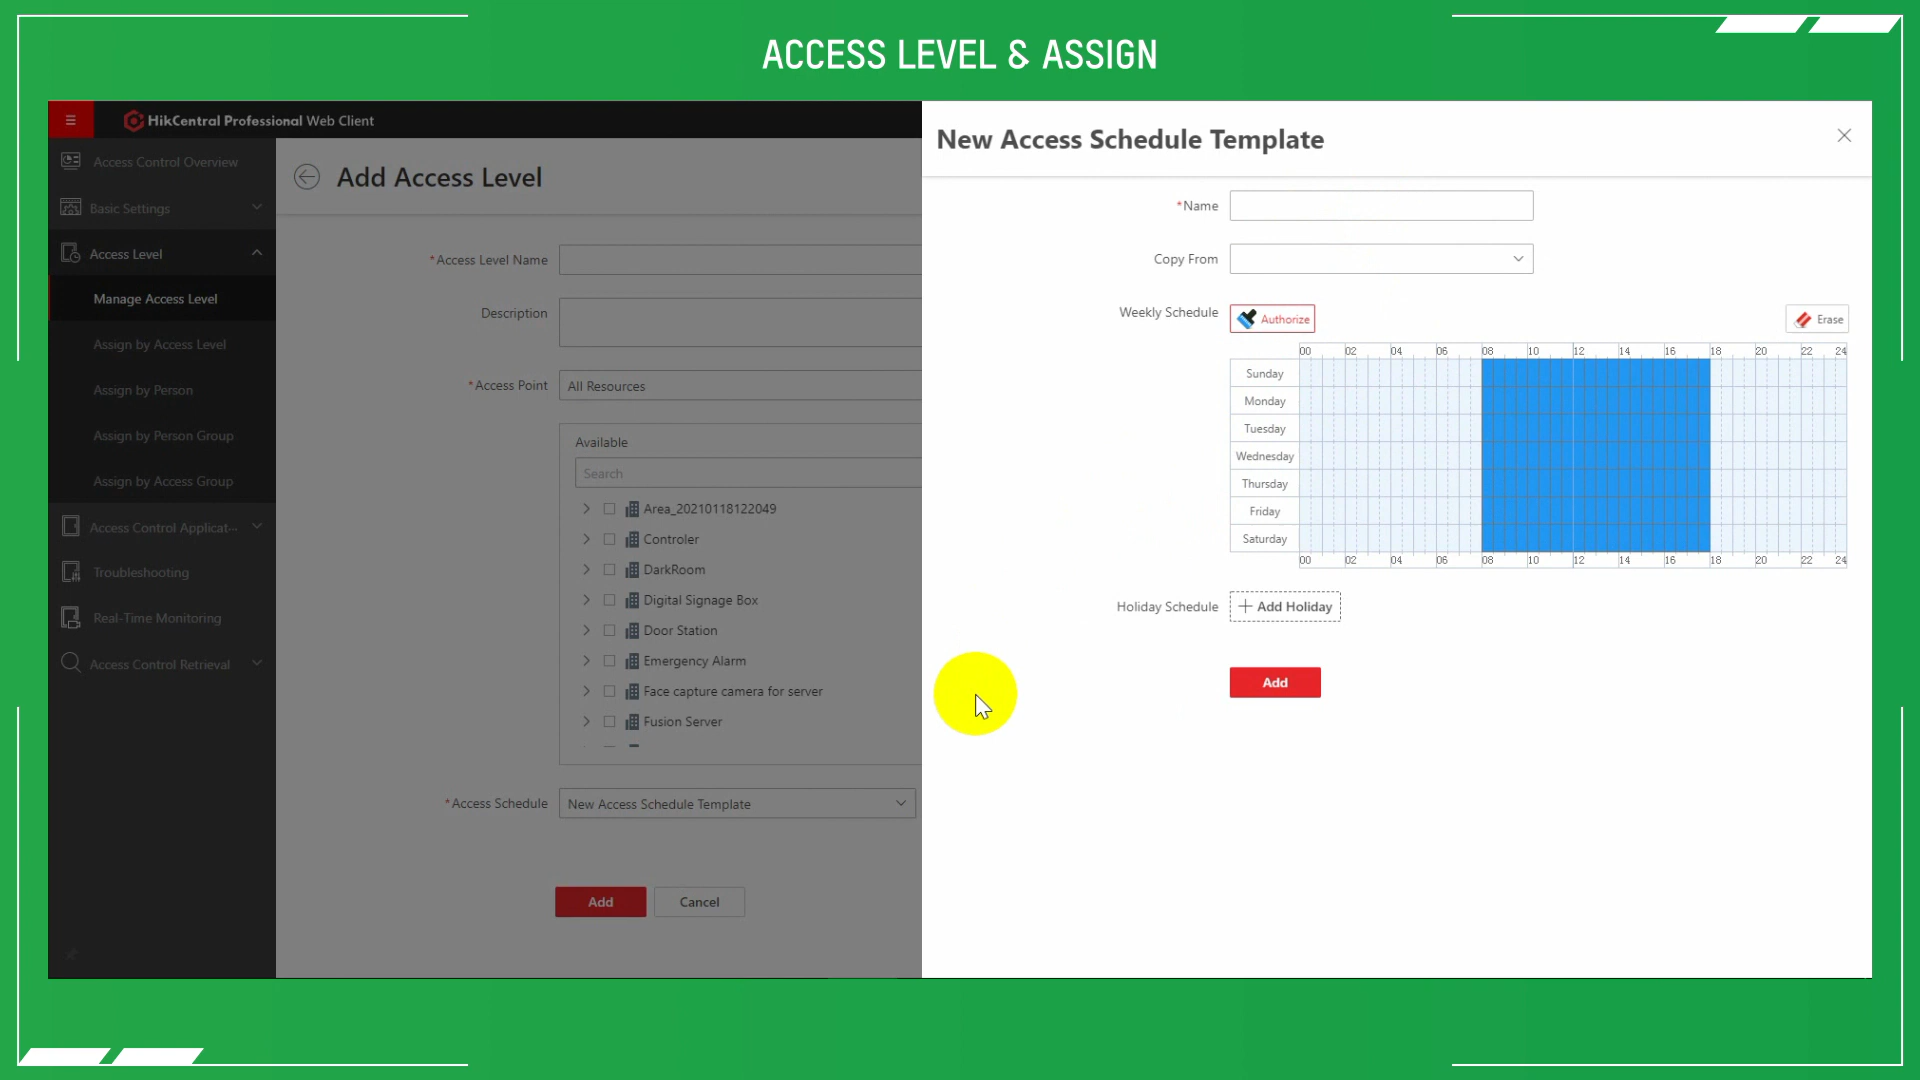 ACCESS LEVEL & ASSIGN
HikCentral Professional Web Client
Access Control Overview
Basic Settings
Access Level
Manage Access Level
Assign by Access Level
Assign by Person
Assign by Person Group
Assign by Access Group
Access Control Applicat···
Troubleshooting
Real-Time Monitoring
Access Control Retrieval
Add Access Level
*Access Level Name
Description
*Access Point All Resources
Available
Search
Area_20210118122049
Controler
DarkRoom
Digital Signage Box
Door Station
Emergency Alarm
Face capture camera for server
Fusion Server
*Access Schedule New Access Schedule Template
Add Cancel
New Access Schedule Template
*Name
Copy From
Weekly Schedule Authorize Erase
00 02 04 06 08 10 12 14 16 18 20 22 24
Sunday
Monday
Tuesday
Wednesday
Thursday
Friday
Saturday
00 02 04 06 08 10 12 14 16 18 20 22 24
Holiday Schedule + Add Holiday
Add